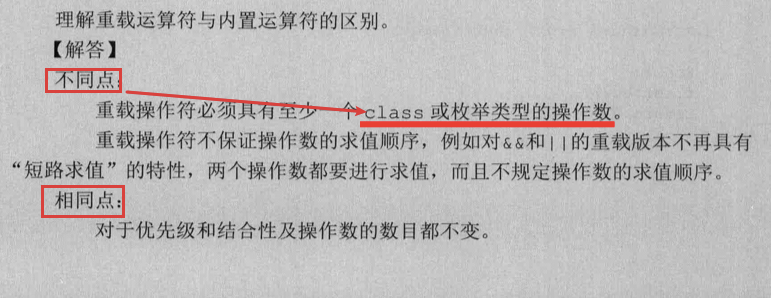 理解重载运算符与内置运算符的区别。
【解答】
不同点:
重载操作符必须具有至少一个class 或枚举类型的操作数。
重载操作符不保证操作数的求值顺序，例如对&&和||的重载版本不再具有
“短路求值”的特性，两个操作数都要进行求值，而且不规定操作数的求值顺序。
相同点:
对于优先级和结合性及操作数的数目都不变。